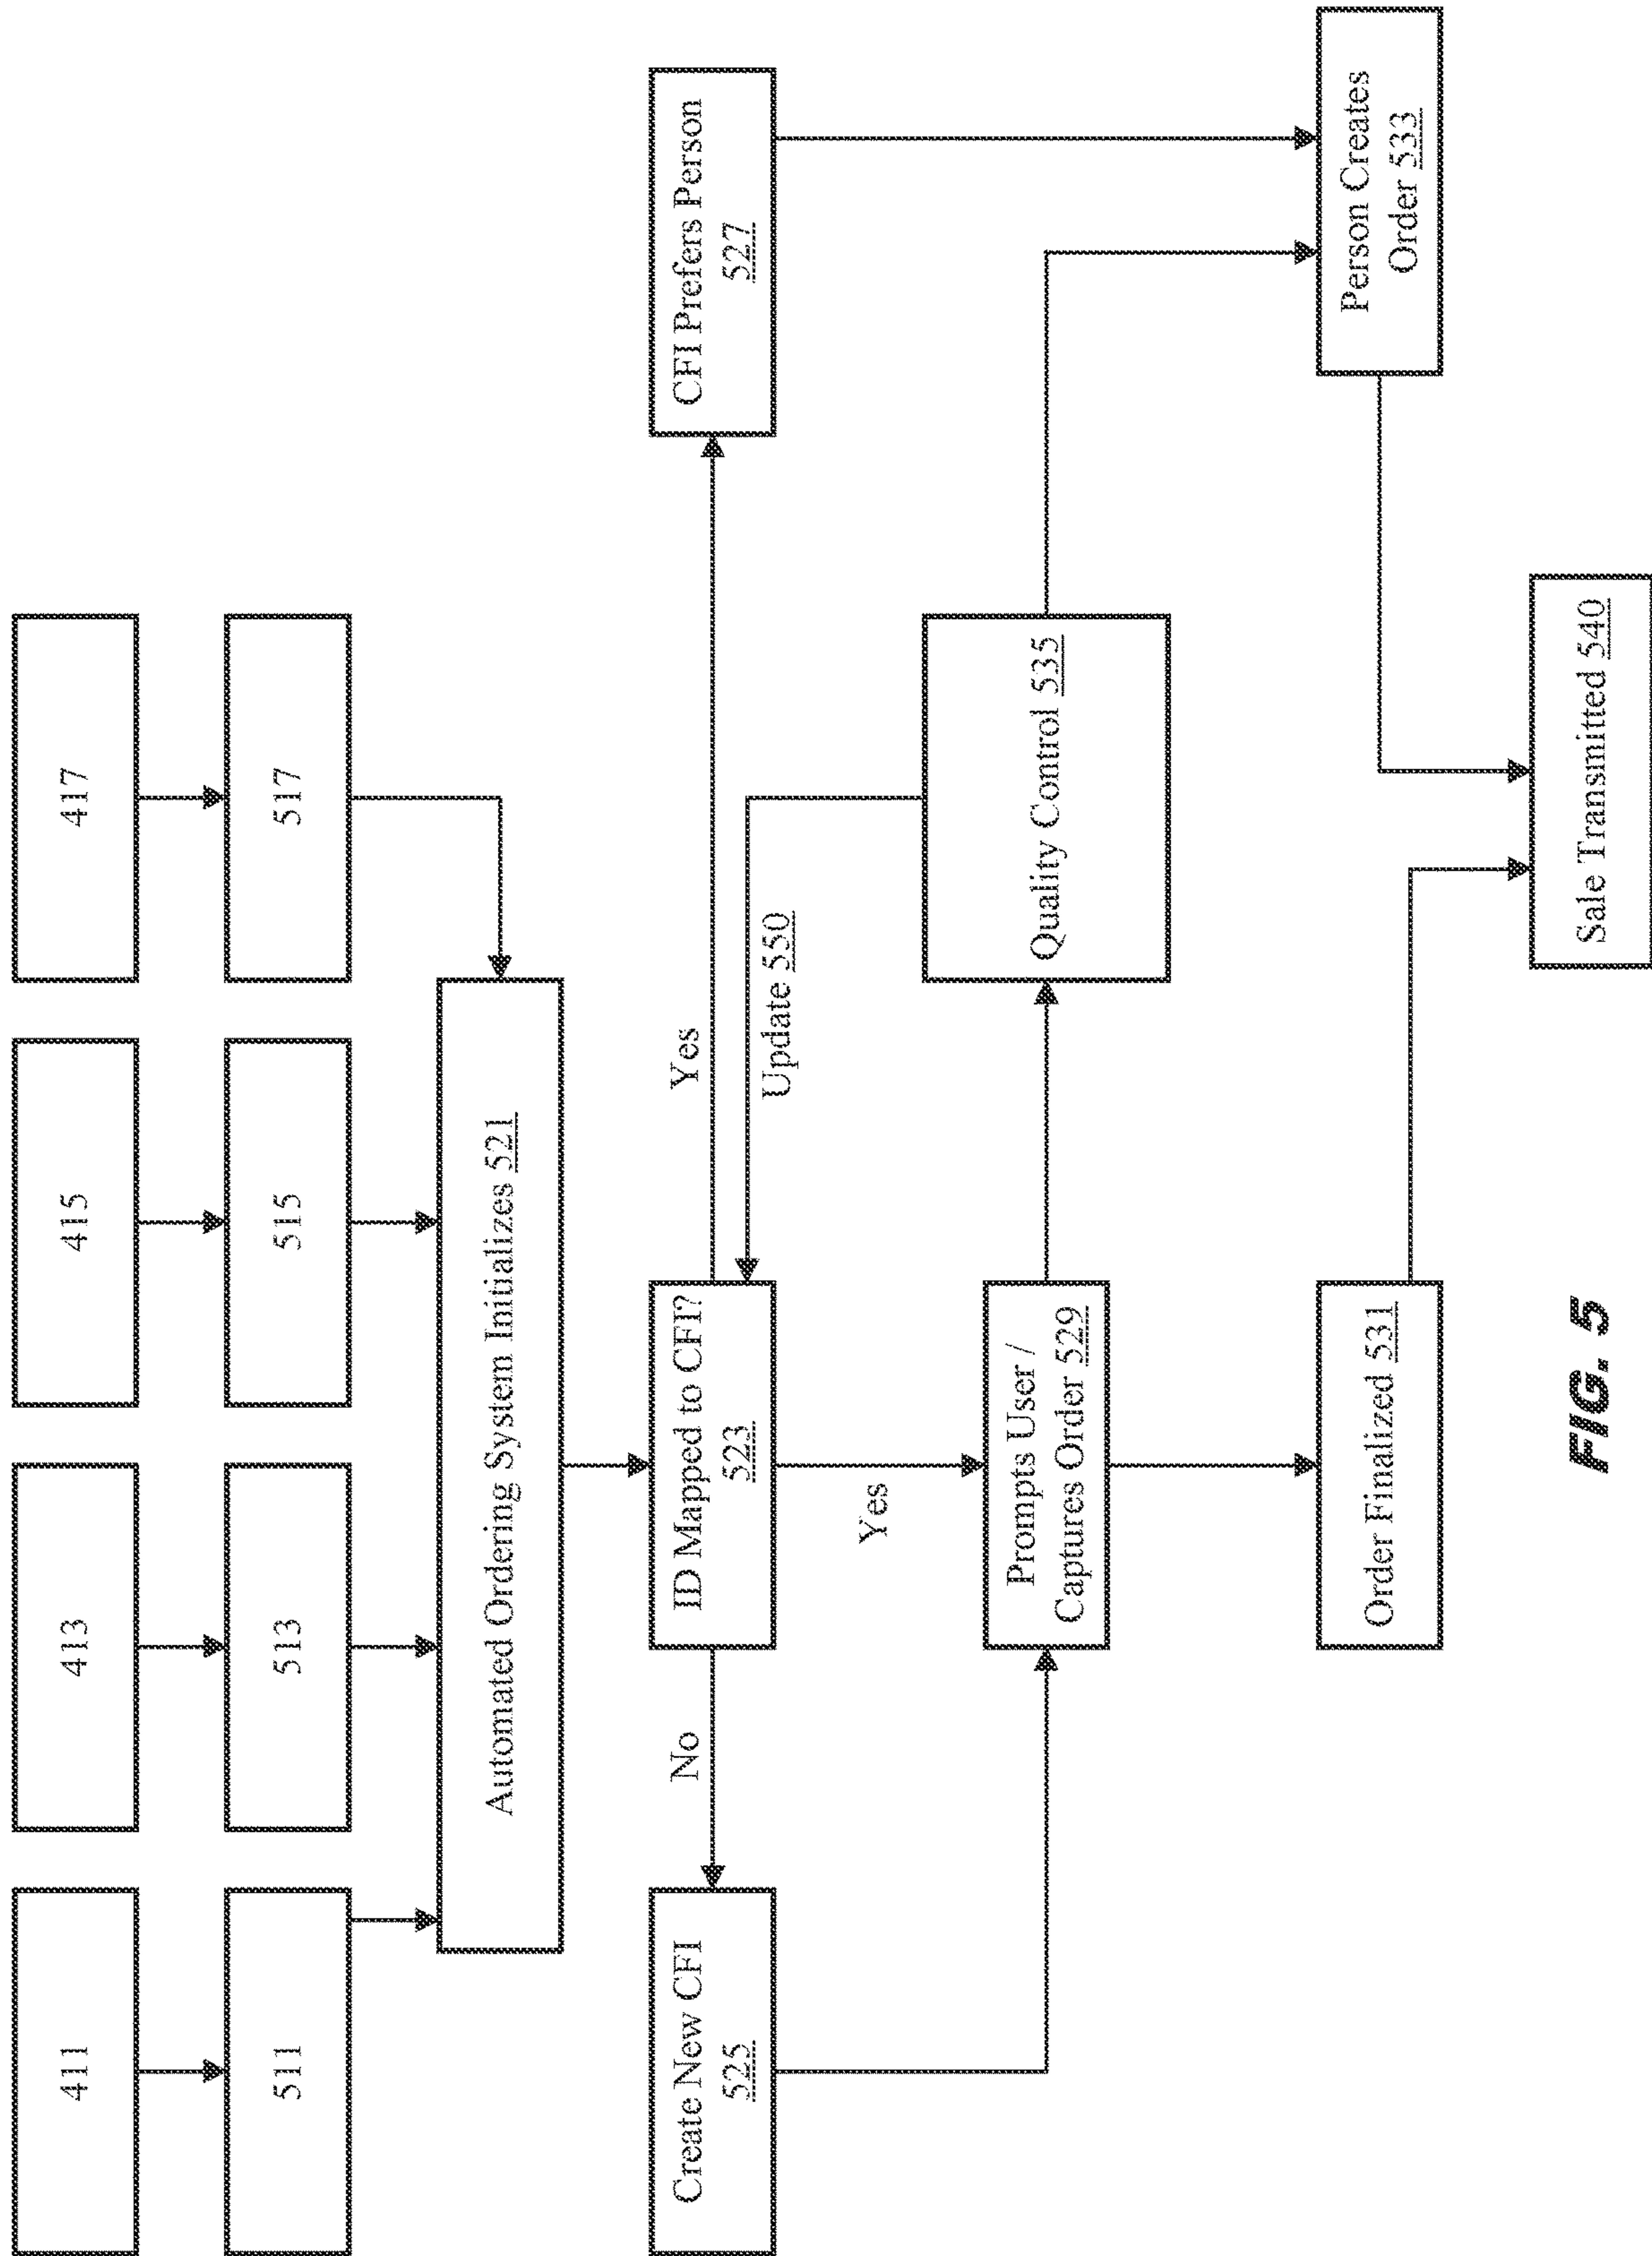 411
413
415
417
511
513
515
517
Automated Ordering System Initializes 521
Create New CFI
525
No
ID Mapped to CFI?
523
Yes
CFI Prefers Person
527
Update 550
Yes
Prompts User /
Captures Order 529
Quality Control 535
Order Finalized 531
Person Creates
Order 533
Sale Transmitted 540
FIG. 5